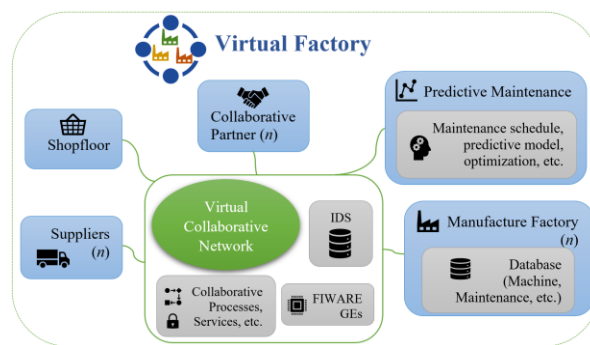 Virtual Factory
Shopfloor
Collaborative
Partner (n)
Predictive Maintenance
Maintenance schedule,
predictive model,
optimization, etc.
Suppliers
(n)
Virtual
Collaborative
Network
IDS
Collaborative
Processes,
Services, etc.
FIWARE
GEs
Manufacture Factory
(n)
Database
(Machine,
Maintenance, etc.)